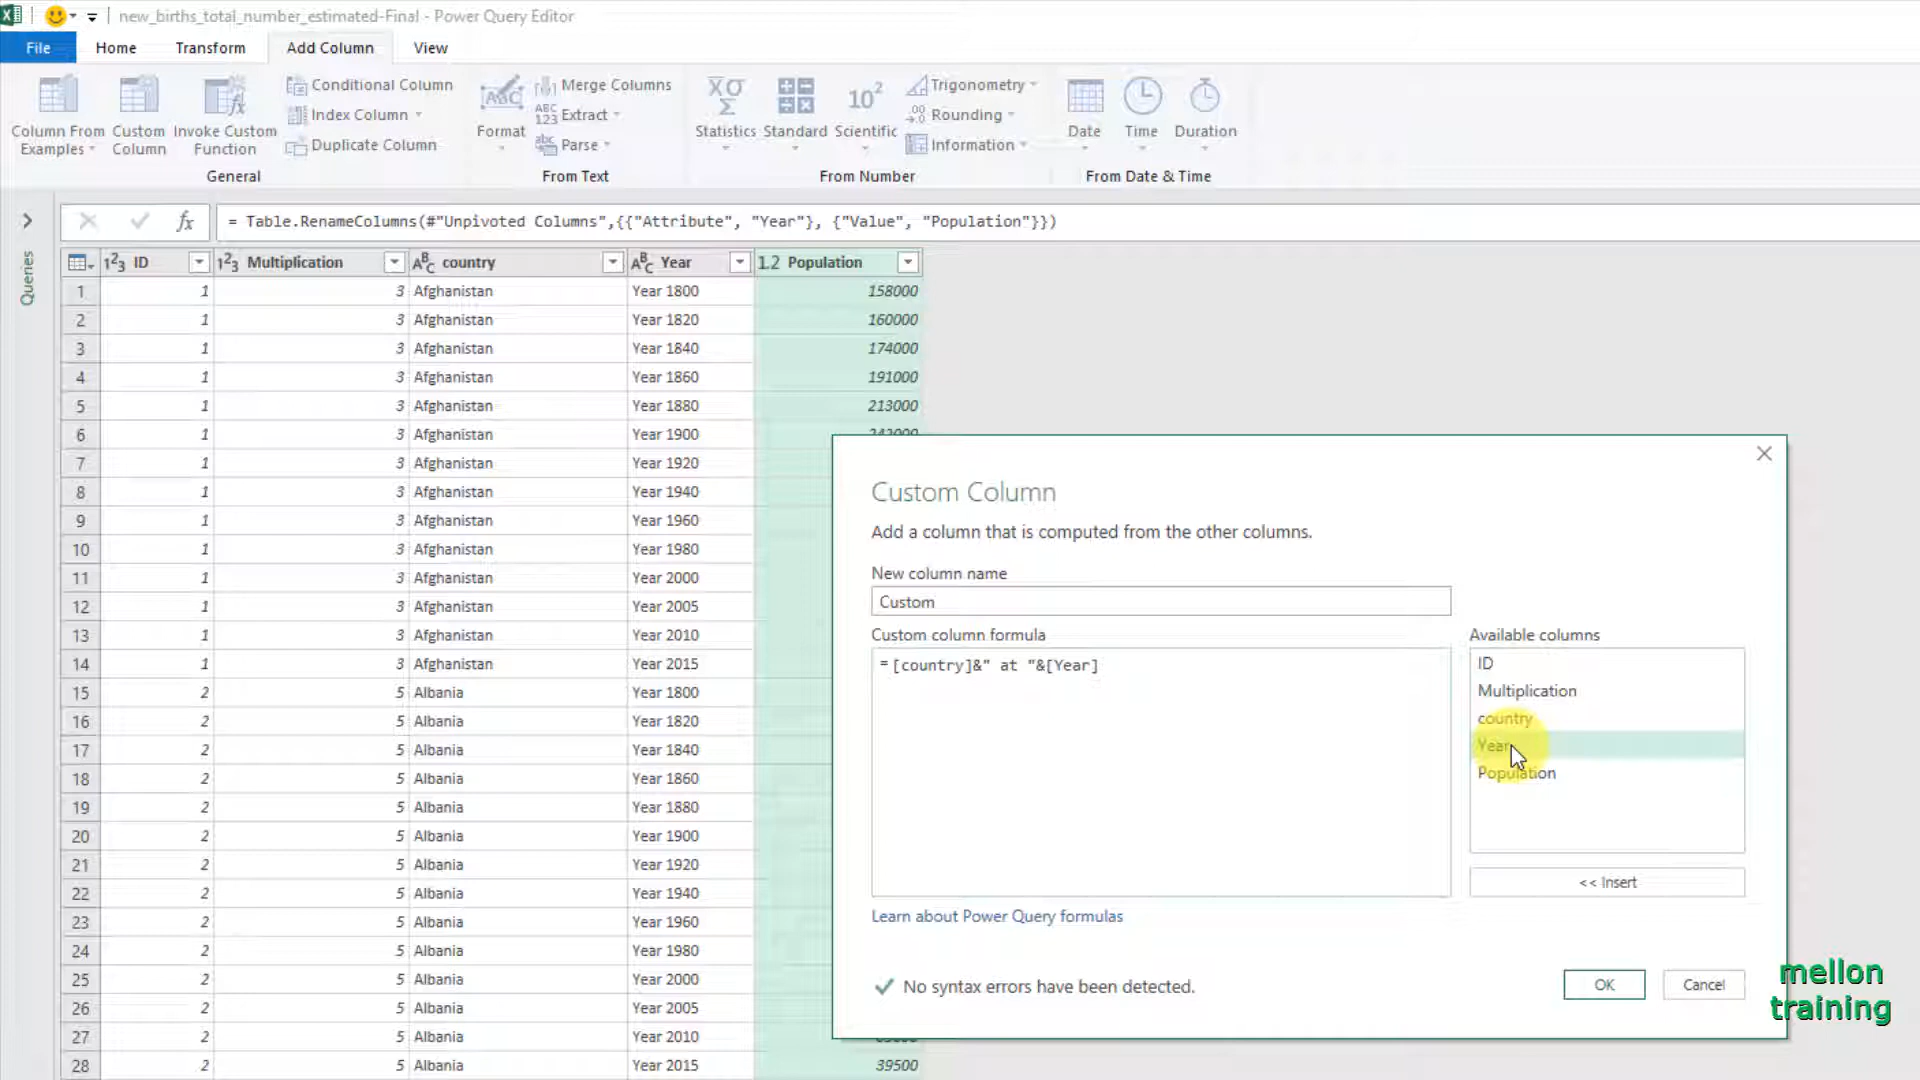 new_births_total_number_estimated-Final - Power Query Editor
File Home Transform Add Column View
Column From Examples
Custom Column
Invoke Custom Function
Conditional Column
Index Column
Duplicate Column
General
Format
Merge Columns
Extract
Parse
From Text
Statistics
Standard
Scientific
Trigonometry
Rounding
Information
From Number
Date
Time
Duration
From Date & Time
= Table.RenameColumns(#"Unpivoted Columns",{{"Attribute", "Year"}, {"Value", "Population"}})
Queries
ID Multiplication country Year Population
1 1 3 Afghanistan Year 1800 158000
2 1 3 Afghanistan Year 1820 160000
3 1 3 Afghanistan Year 1840 174000
4 1 3 Afghanistan Year 1860 191000
5 1 3 Afghanistan Year 1880 213000
6 1 3 Afghanistan Year 1900
7 1 3 Afghanistan Year 1920
8 1 3 Afghanistan Year 1940
9 1 3 Afghanistan Year 1960
10 1 3 Afghanistan Year 1980
11 1 3 Afghanistan Year 2000
12 1 3 Afghanistan Year 2005
13 1 3 Afghanistan Year 2010
14 1 3 Afghanistan Year 2015
15 2 5 Albania Year 1800
16 2 5 Albania Year 1820
17 2 5 Albania Year 1840
18 2 5 Albania Year 1860
19 2 5 Albania Year 1880
20 2 5 Albania Year 1900
21 2 5 Albania Year 1920
22 2 5 Albania Year 1940
23 2 5 Albania Year 1960
24 2 5 Albania Year 1980
25 2 5 Albania Year 2000
26 2 5 Albania Year 2005
27 2 5 Albania Year 2010
28 2 5 Albania Year 2015 39500
Custom Column
Add a column that is computed from the other columns.
New column name
Custom
Custom column formula
= [country]&" at "&[Year]
Available columns
ID
Multiplication
country
Year
Population
<< Insert
Learn about Power Query formulas
No syntax errors have been detected.
OK
Cancel
mellon
training